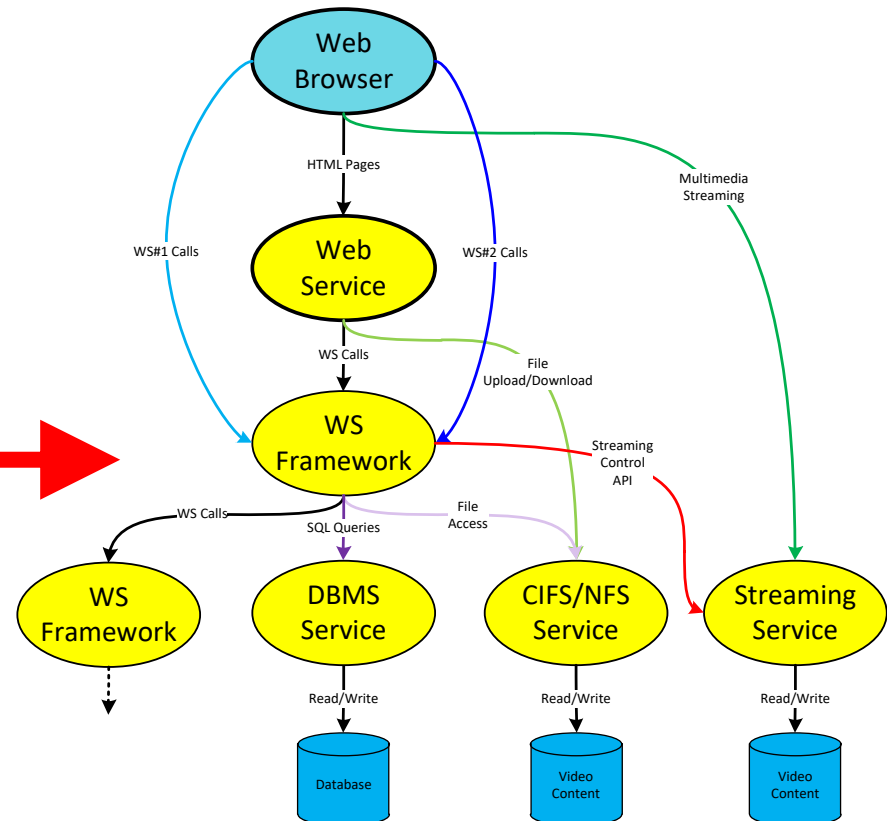 Web
Browser
HTML Pages
Multimedia
Streaming
WS#1 Calls
Web
Service
WS#2 Calls
WS Calls
File
Upload/Download
WS
Framework
Streaming
Control
API
WS Calls
SQL Queries
File
Access
WS
Framework
DBMS
Service
CIFS/NFS
Service
Streaming
Service
Read/Write
Read/Write
Read/Write
Database
Video
Content
Video
Content